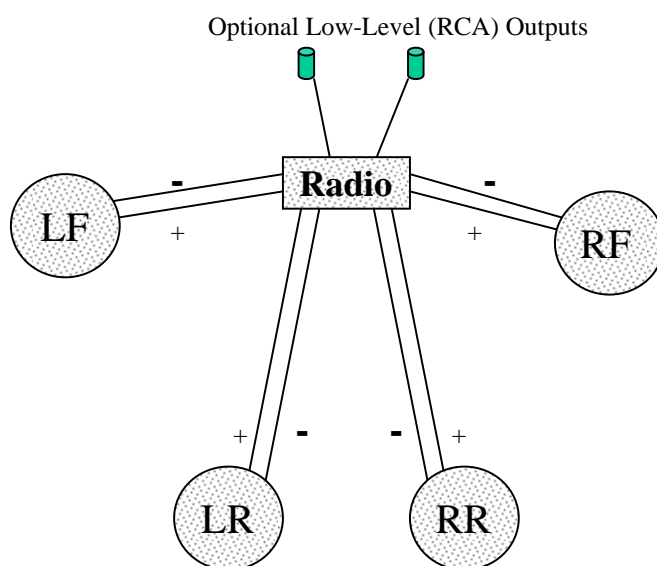 Optional Low-Level (RCA) Outputs
- Radio -
LF + + RF
+ - - +
LR RR